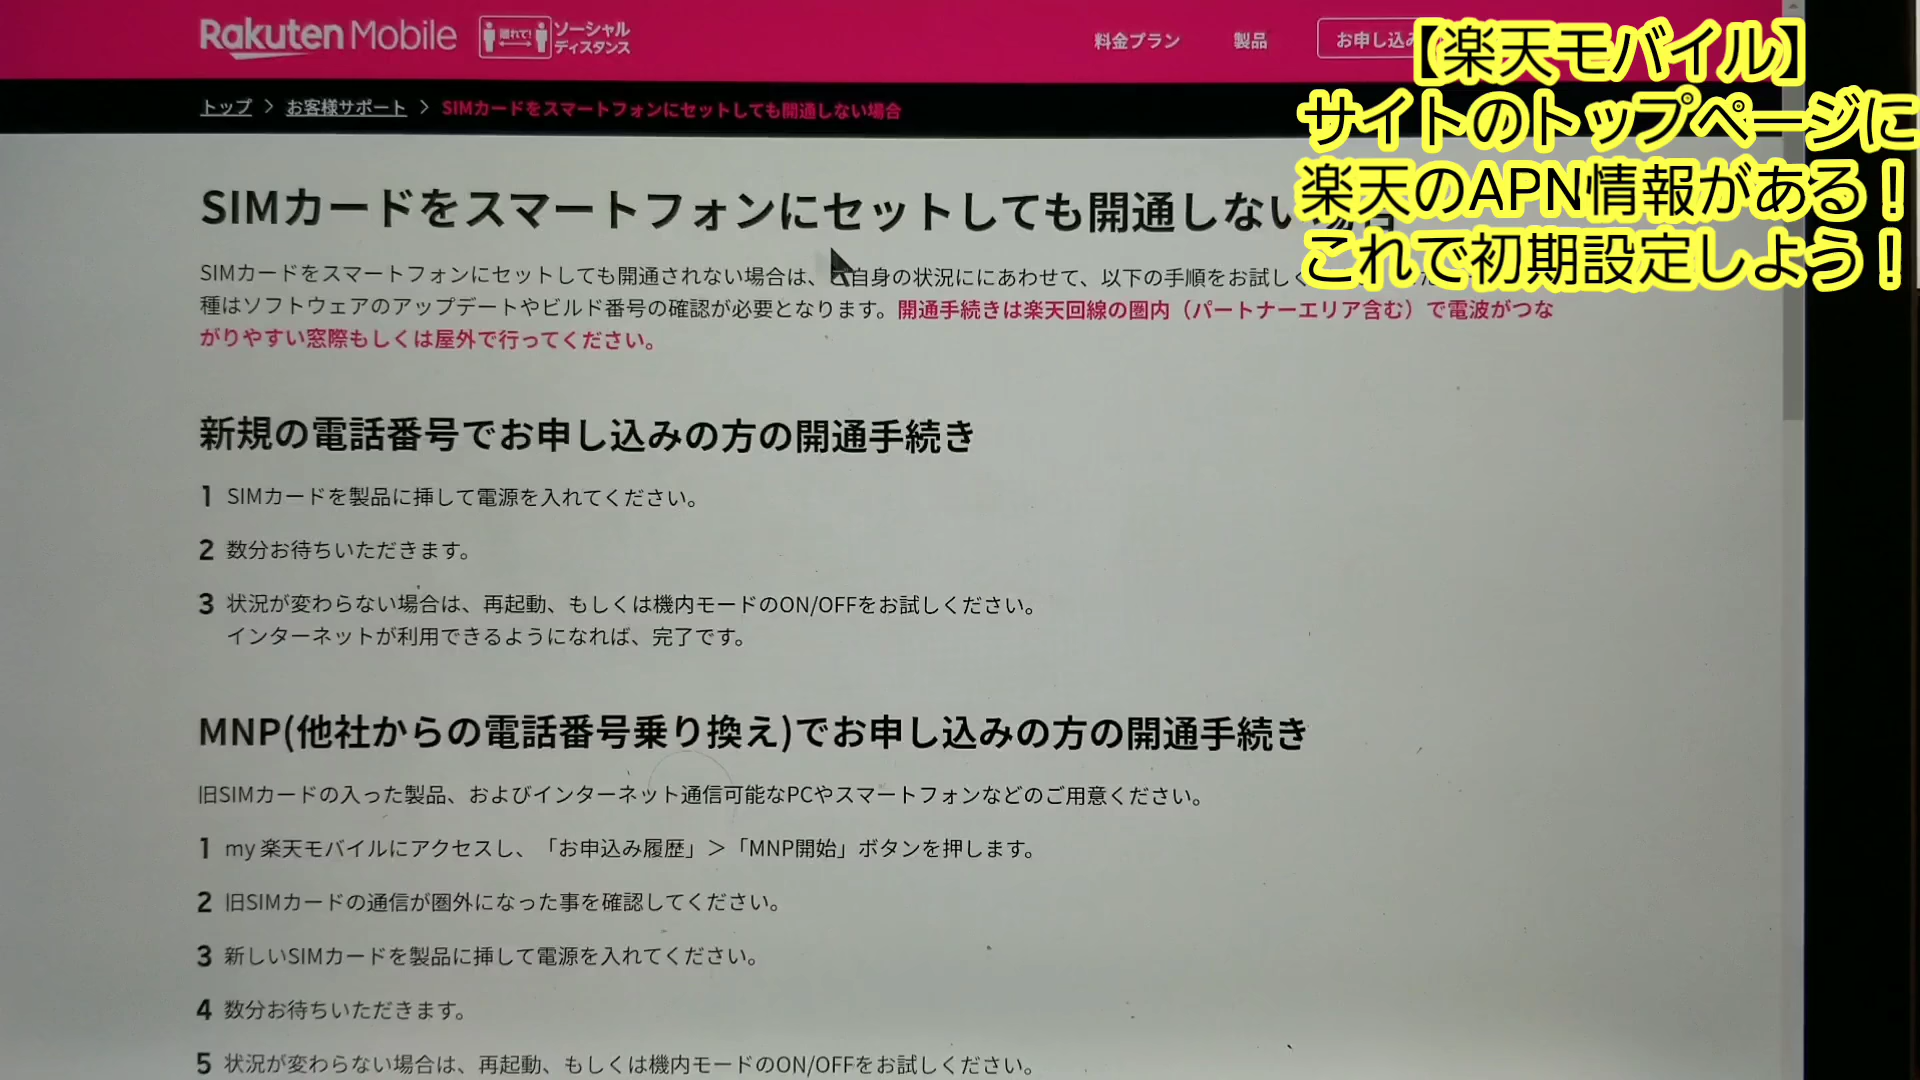 Rakuten Mobile
離れて!
ソーシャル
ディスタンス
料金プラン
製品
お申し込み
【楽天モバイル】
サイトのトップページに
楽天のAPN情報がある！
これで初期設定しよう！
トップ > お客様サポート > SIMカードをスマートフォンにセットしても開通しない場合
SIMカードをスマートフォンにセットしても開通しない場合
SIMカードをスマートフォンにセットしても開通されない場合は、ご自身の状況ににあわせて、以下の手順をお試しく
種はソフトウェアのアップデートやビルド番号の確認が必要となります。開通手続きは楽天回線の圏内（パートナーエリア含む）で電波がつな
がりやすい窓際もしくは屋外で行ってください。
新規の電話番号でお申し込みの方の開通手続き
1 SIMカードを製品に挿して電源を入れてください。
2 数分お待ちいただきます。
3 状況が変わらない場合は、再起動、もしくは機内モードのON/OFFをお試しください。
インターネットが利用できるようになれば、完了です。
MNP(他社からの電話番号乗り換え)でお申し込みの方の開通手続き
旧SIMカードの入った製品、およびインターネット通信可能なPCやスマートフォンなどのご用意ください。
1 my 楽天モバイルにアクセスし、「お申込み履歴」＞「MNP開始」ボタンを押します。
2 旧SIMカードの通信が圏外になった事を確認してください。
3 新しいSIMカードを製品に挿して電源を入れてください。
4 数分お待ちいただきます。
5 状況が変わらない場合は、再起動、もしくは機内モードのON/OFFをお試しください。